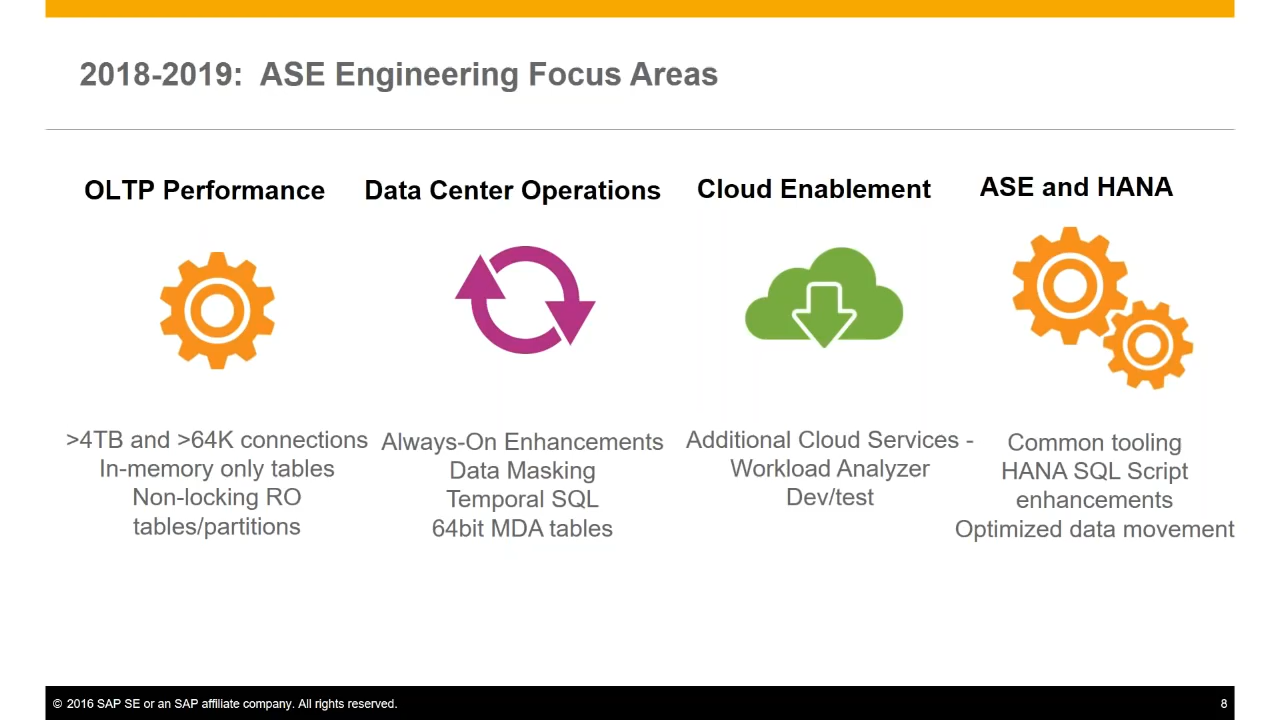 2018-2019:  ASE Engineering Focus Areas
OLTP Performance
>4TB and >64K connections
In-memory only tables
Non-locking RO
tables/partitions
Data Center Operations
Always-On Enhancements
Data Masking
Temporal SQL
64bit MDA tables
Cloud Enablement
Additional Cloud Services -
Workload Analyzer
Dev/test
ASE and HANA
Common tooling
HANA SQL Script
enhancements
Optimized data movement
© 2016 SAP SE or an SAP affiliate company. All rights reserved.
8